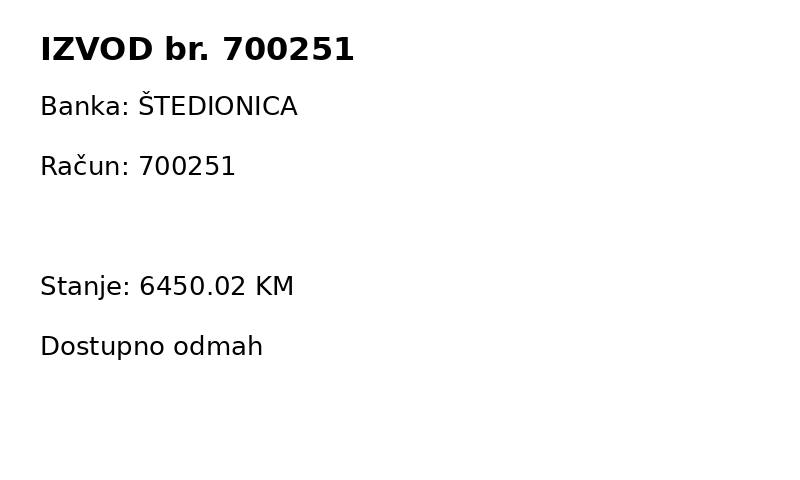 IZVOD br. 700251
Banka: ŠTEDIONICA
Račun: 700251
Stanje: 6450.02 KM
Dostupno odmah